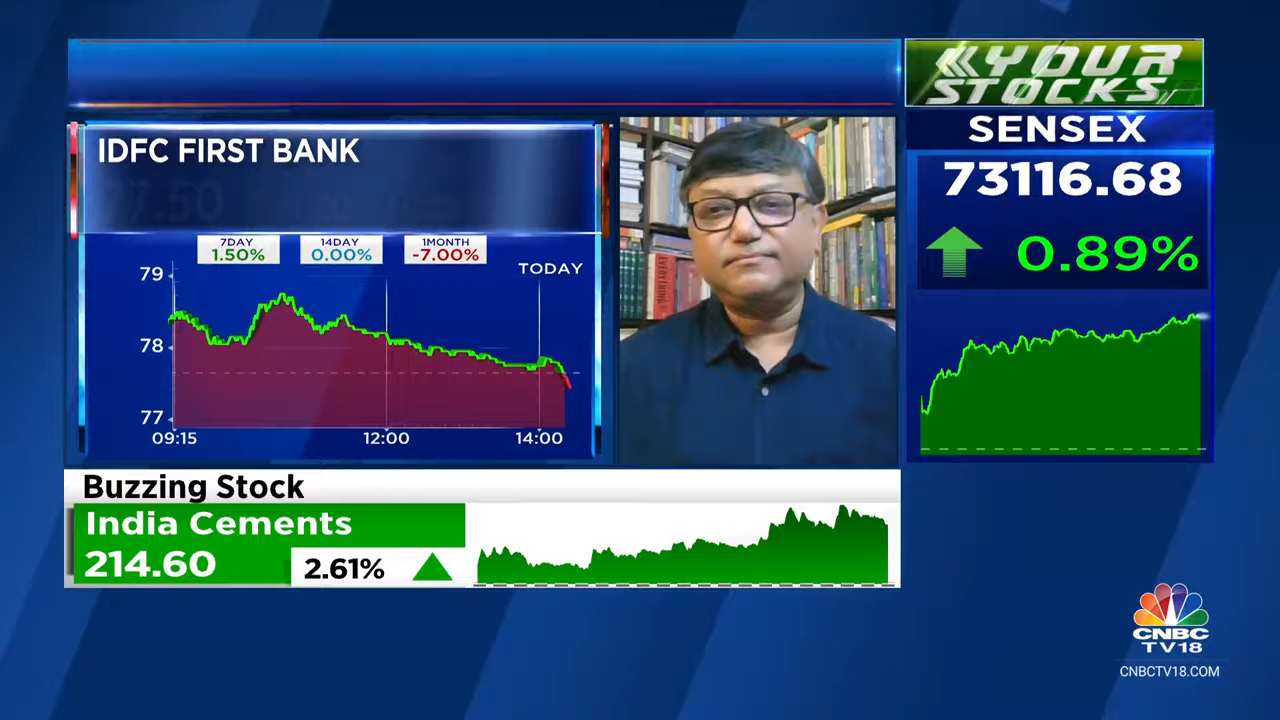 YOUR
STOCKS
IDFC FIRST BANK
7DAY
1.50%
14DAY
0.00%
1MONTH
-7.00%
TODAY
79
78
77
09:15
12:00
14:00
EVERYTHING
SENSEX
73116.68
0.89%
Buzzing Stock
India Cements
214.60
2.61%
CNBC
TV18
CNBCTV18.COM